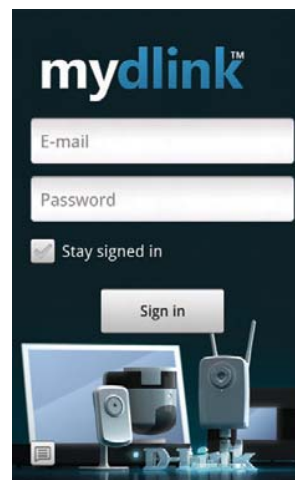 mydlink™
E-mail
Password
Stay signed in
Sign in
D-Link